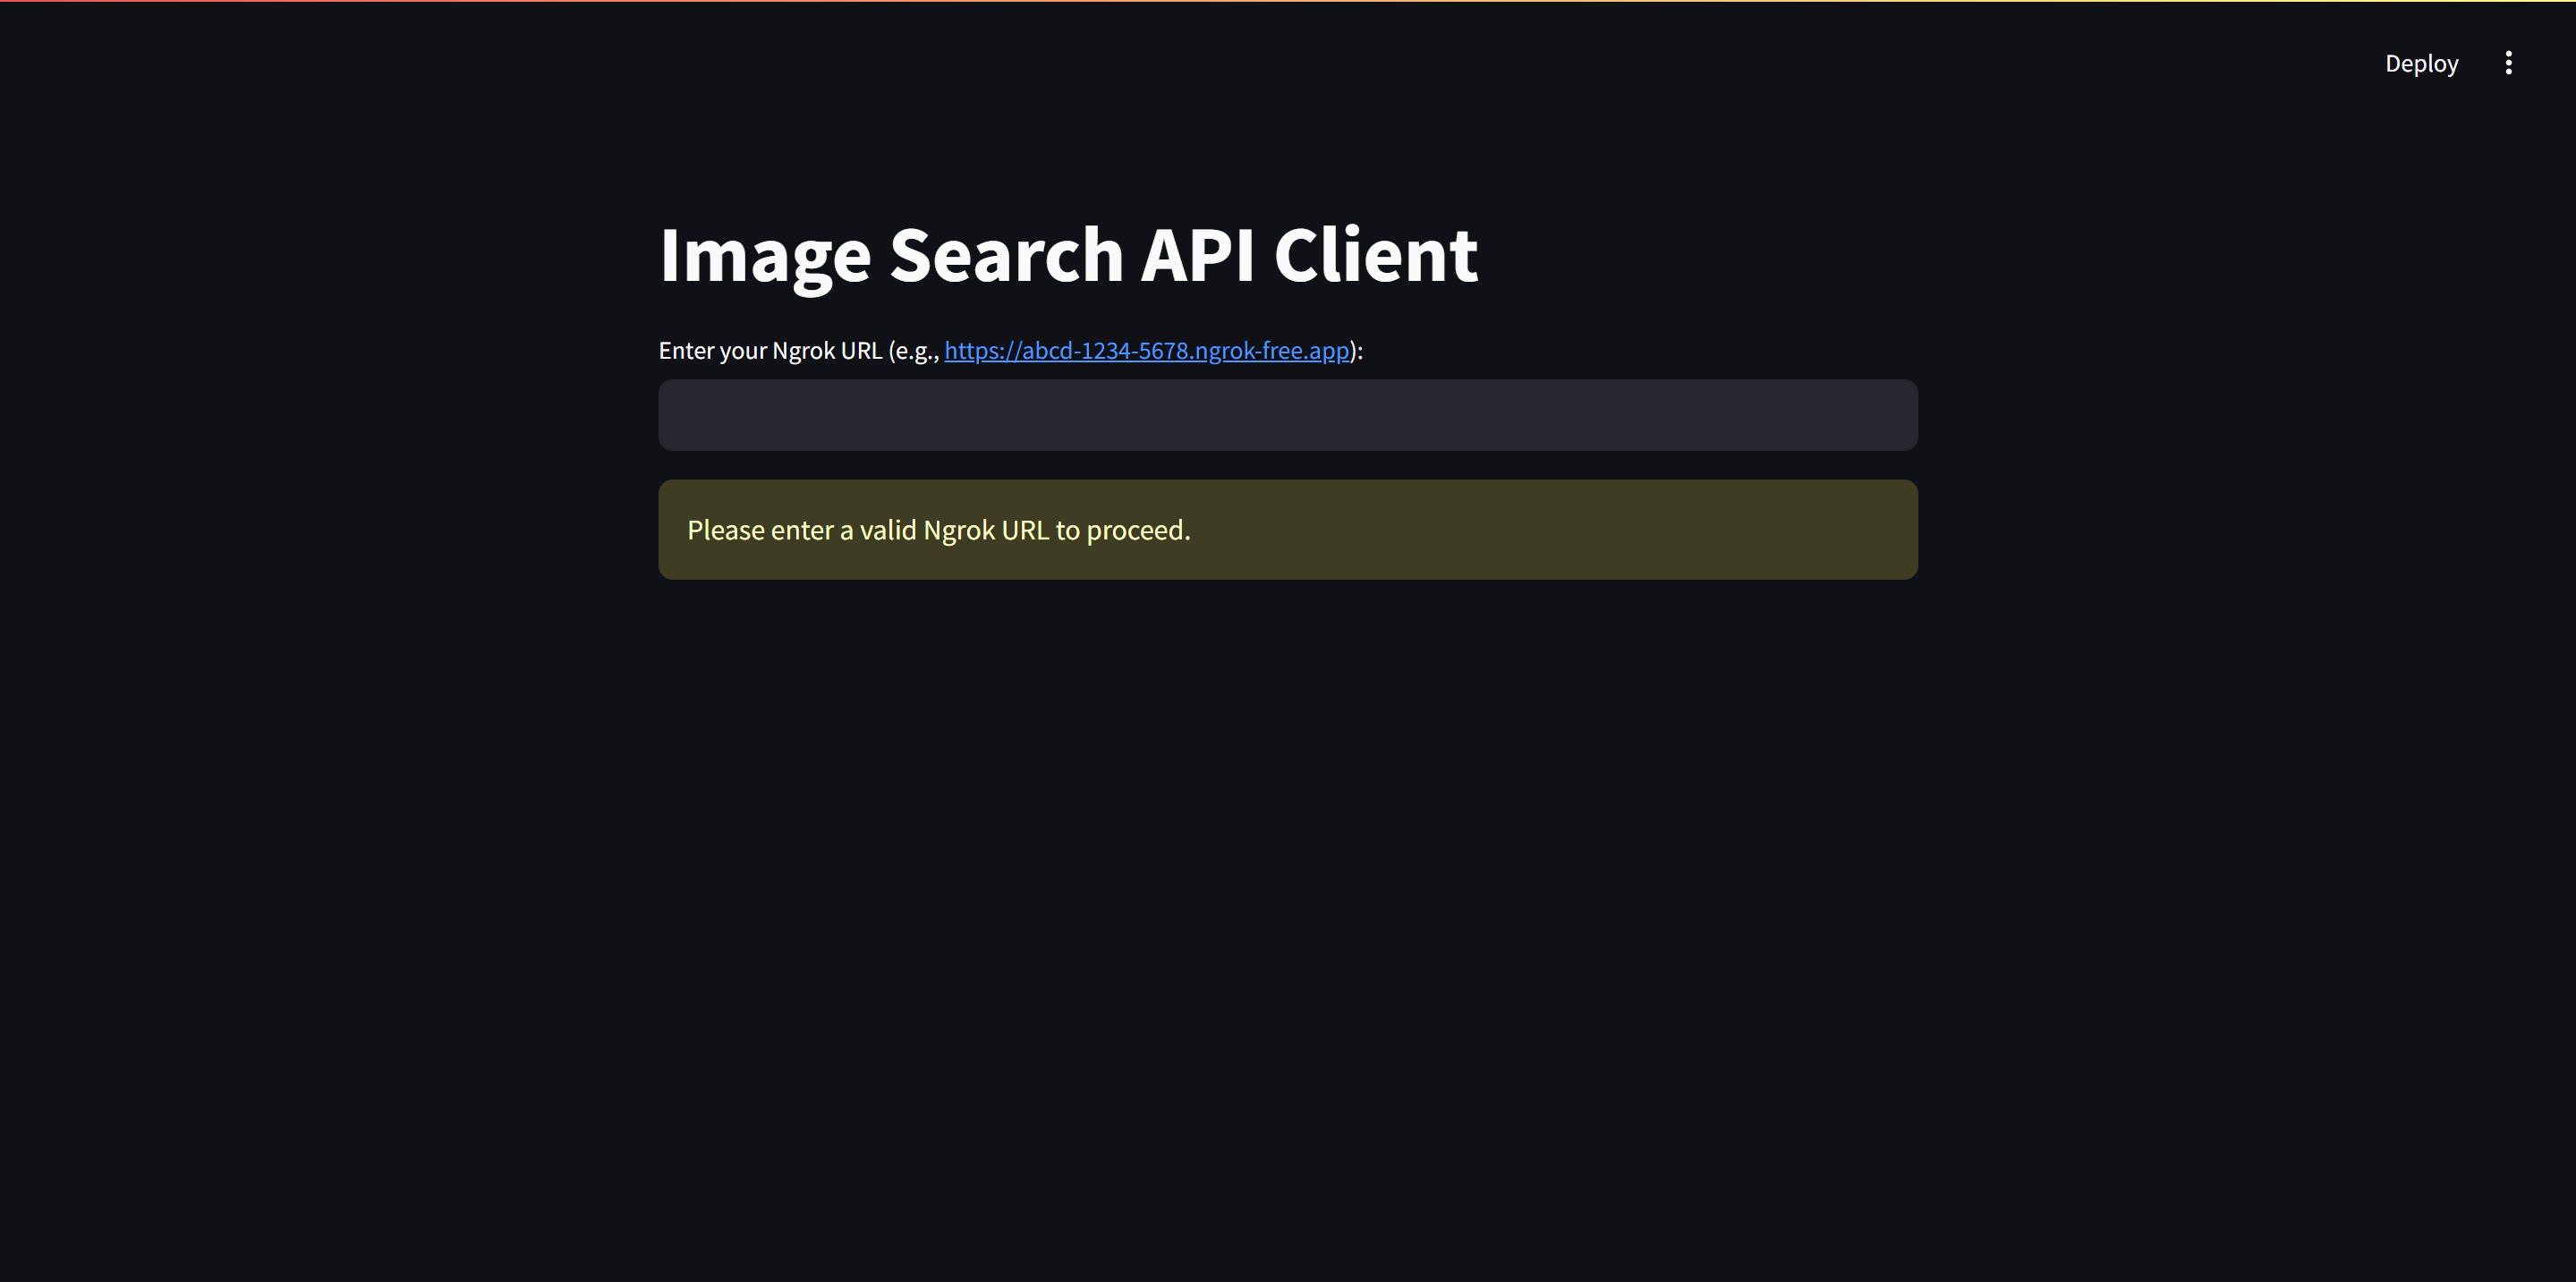 Deploy
Image Search API Client
Enter your Ngrok URL (e.g., https://abcd-1234-5678.ngrok-free.app):
Please enter a valid Ngrok URL to proceed.